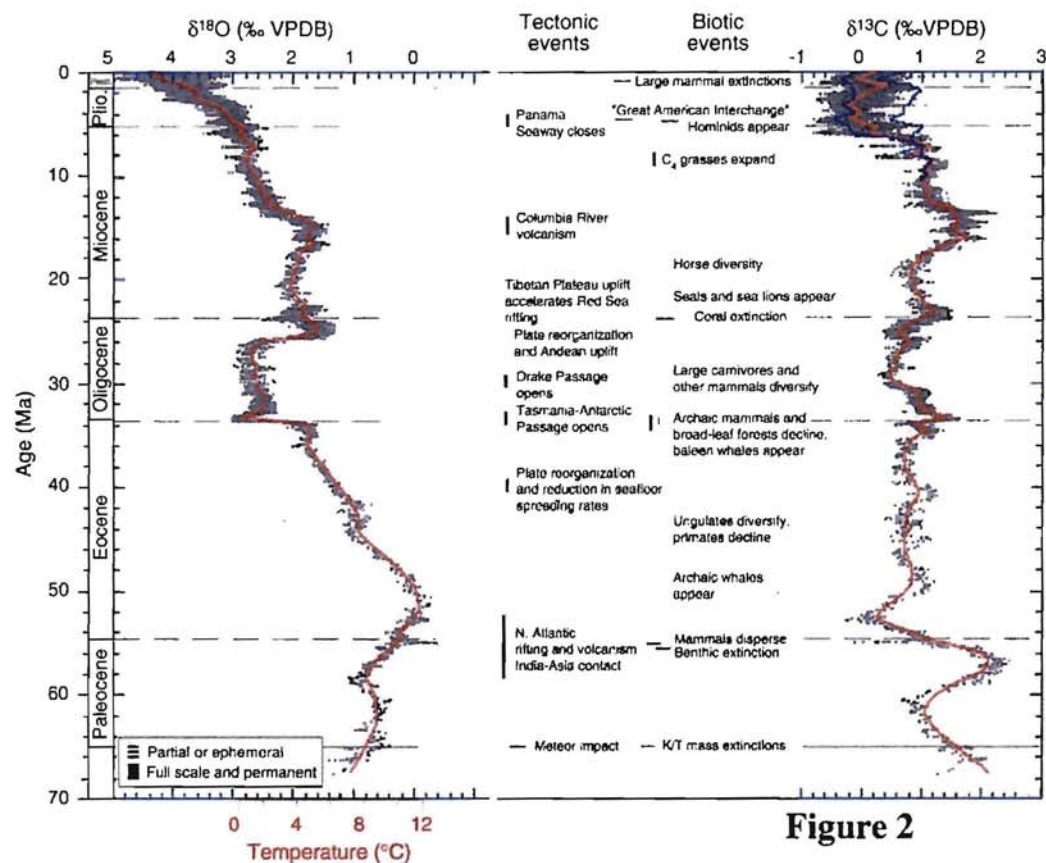 δ18O (‰ VPDB)
5 4 3 2 1 0
Tectonic
events
Biotic
events
δ13C (‰VPDB)
-1 0 1 2 3
Age (Ma)
0
10
20
30
40
50
60
70
Plio.
Miocene
Oligocene
Eocene
Paleocene
Large mammal extinctions
"Great American Interchange"
Panama
Seaway closes
Hominids appear
C4 grasses expand
Columbia River
volcanism
Horse diversity
Tibetan Plateau uplift
accelerates Red Sea
rifting
Seals and sea lions appear
Coral extinction
Plate reorganization
and Andean uplift
Drake Passage
opens
Large carnivores and
other mammals diversity
Tasmania-Antarctic
Passage opens
Archaic mammals and
broad-leaf forests decline,
baleen whales appear
Plate reorganization
and reduction in seafloor
spreading rates
Ungulates diversify,
primates decline
Archaic whales
appear
N. Atlantic
rifting and volcanism
India-Asia contact
Mammals disperse
Benthic extinction
Meteor impact
K/T mass extinctions
Partial or ephemeral
Full scale and permanent
0 4 8 12
Temperature (°C)
Figure 2